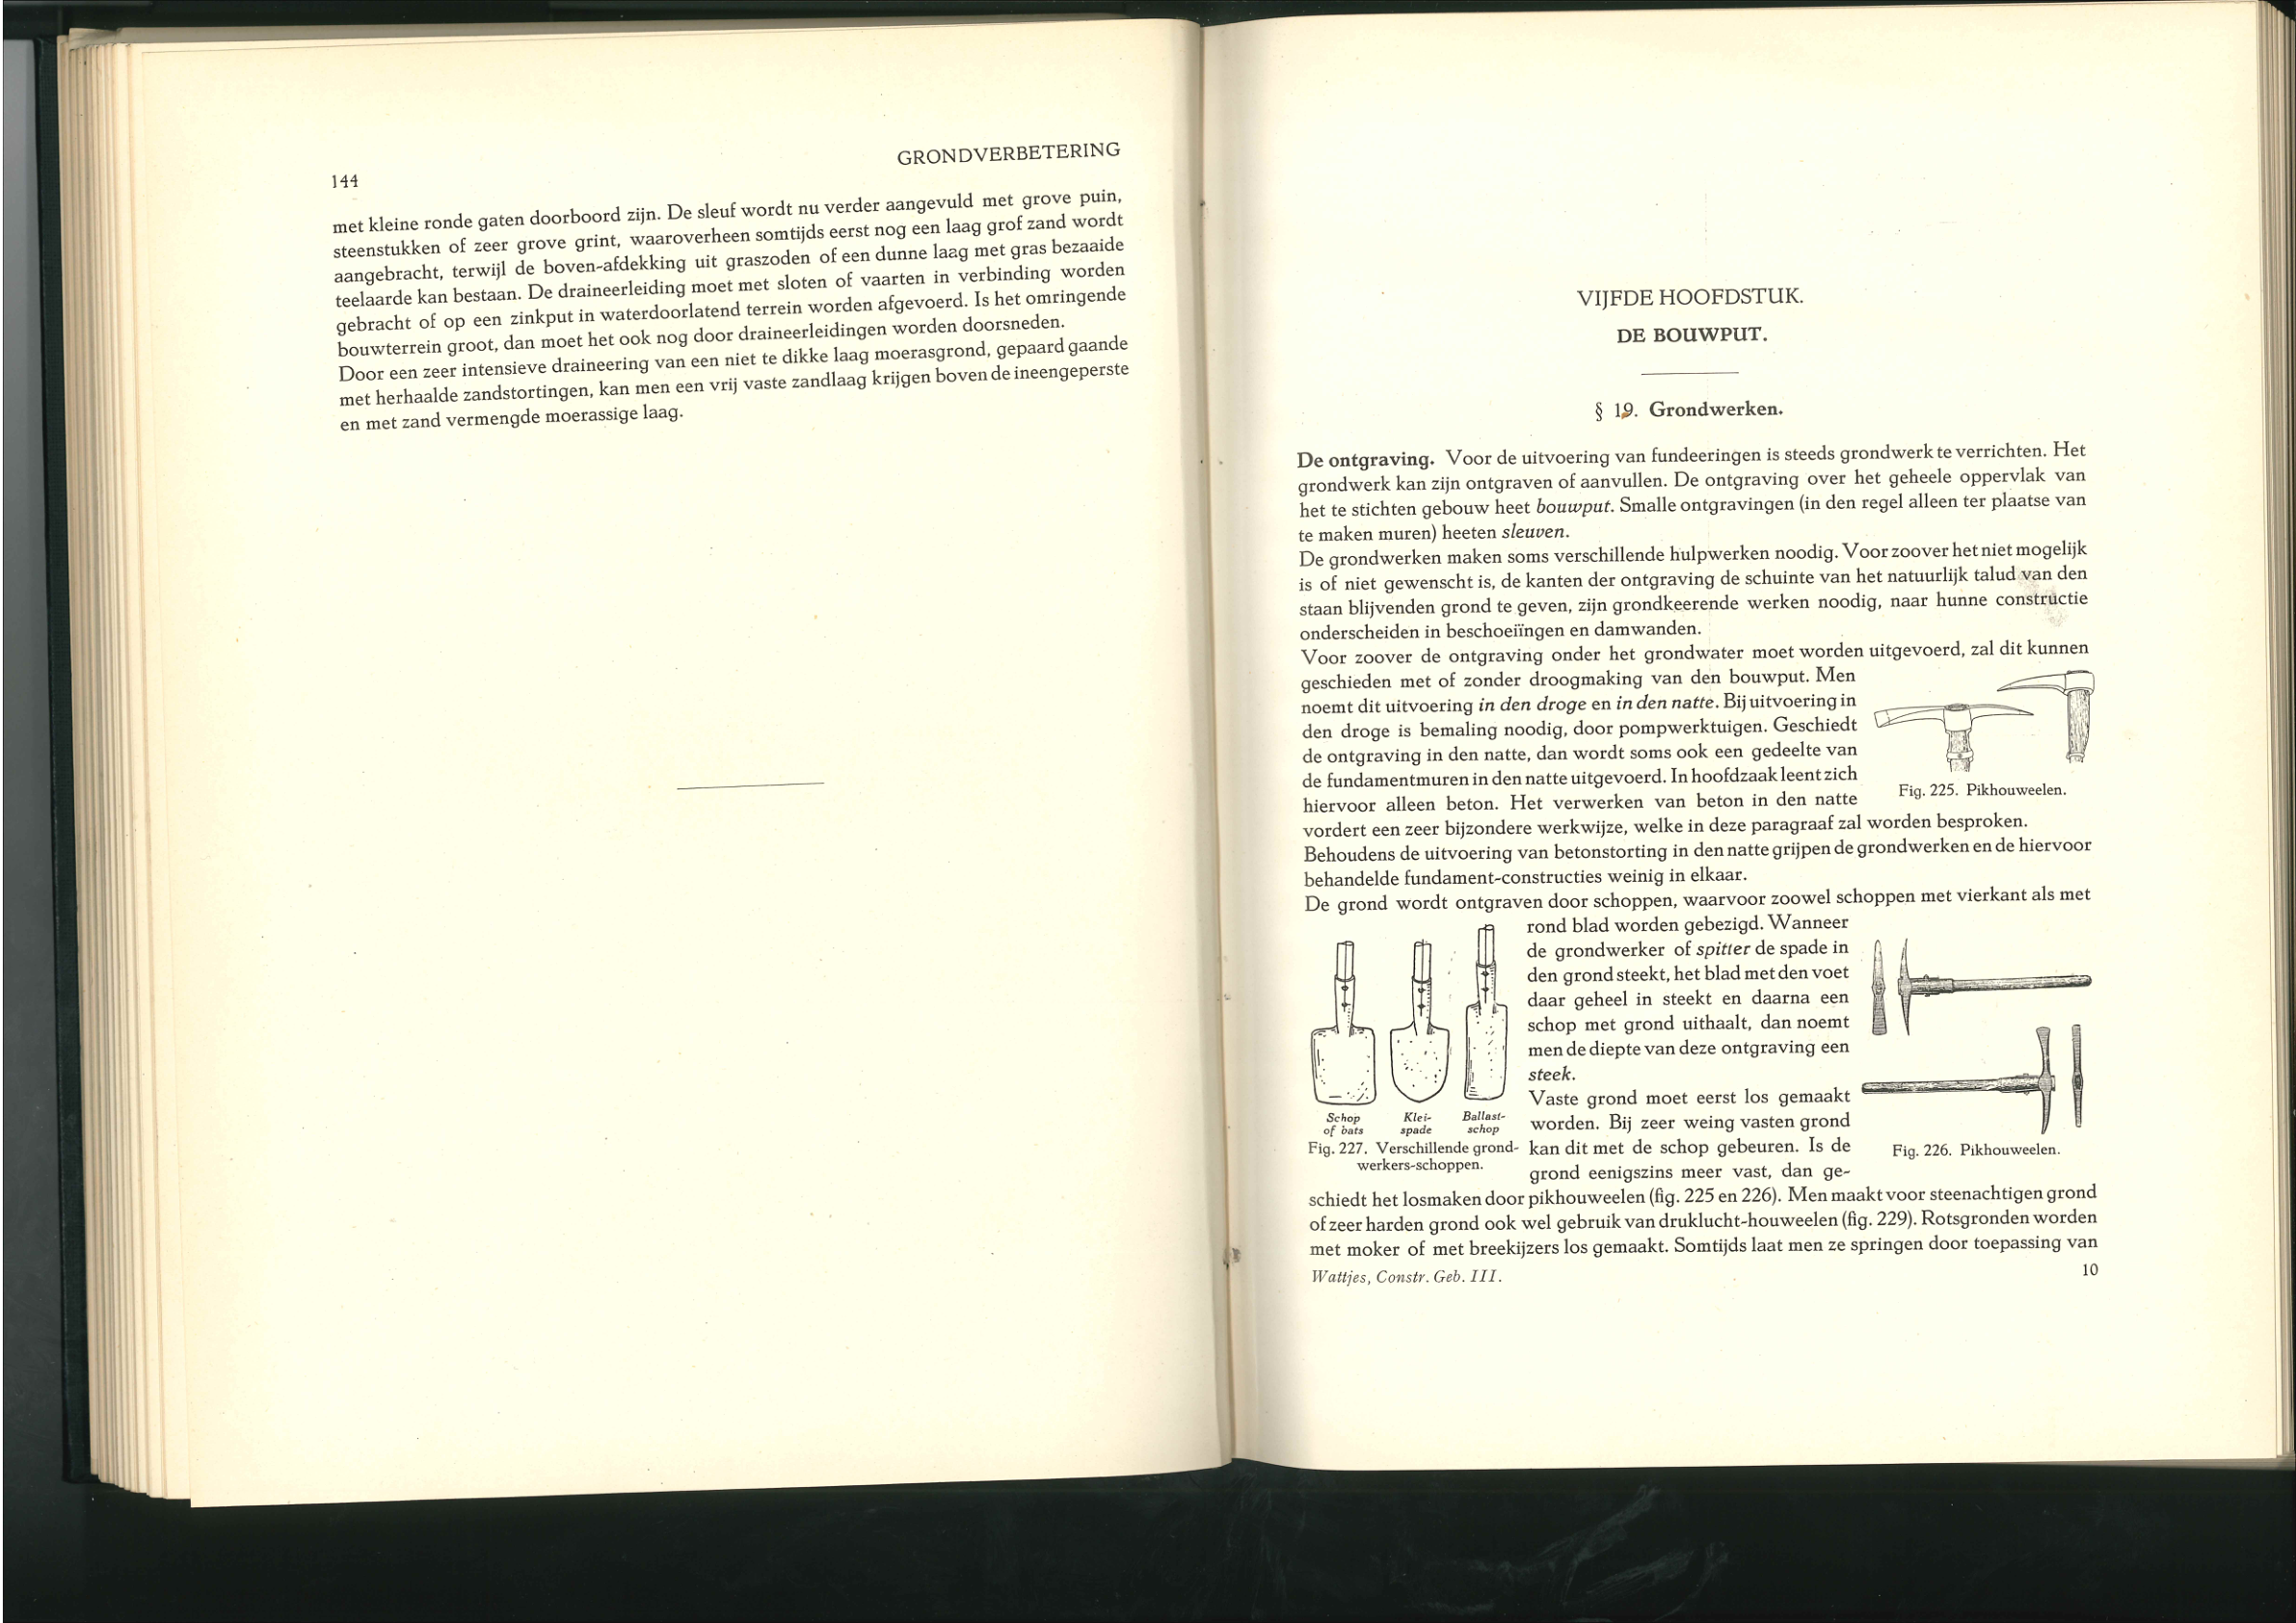 144
GRONDVERBETERING
met kleine ronde gaten doorboord zijn. De sleuf wordt nu verder aangevuld met grove puin,
steenstukken of zeer grove grint, waaroverheen somtijds eerst nog een laag grof zand wordt
aangebracht, terwijl de boven-afdekking uit graszoden of een dunne laag met gras bezaaide
teelaarde kan bestaan. De draineerleiding moet met sloten of vaarten in verbinding worden
gebracht of op een zinkput in waterdoorlatend terrein worden afgevoerd. Is het omringende
bouwterrein groot, dan moet het ook nog door draineerleidingen worden doorsneden.
Door een zeer intensieve draineering van een niet te dikke laag moerasgrond, gepaard gaande
met herhaalde zandstortingen, kan men een vrij vaste zandlaag krijgen boven de ineengeperste
en met zand vermengde moerassige laag.
VIJFDE HOOFDSTUK.
DE BOUWPUT.
§ 19. Grondwerken.
De ontgraving. Voor de uitvoering van fundeeringen is steeds grondwerk te verrichten. Het
grondwerk kan zijn ontgraven of aanvullen. De ontgraving over het geheele oppervlak van
het te stichten gebouw heet bouwput. Smalle ontgravingen (in den regel alleen ter plaatse van
te maken muren) heeten sleuven.
De grondwerken maken soms verschillende hulpwerken noodig. Voor zoover het niet mogelijk
is of niet gewenscht is, de kanten der ontgraving de schuinte van het natuurlijk talud van den
staan blijvenden grond te geven, zijn grondkeerende werken noodig, naar hunne constructie
onderscheiden in beschoeiïngen en damwanden.
Voor zoover de ontgraving onder het grondwater moet worden uitgevoerd, zal dit kunnen
geschieden met of zonder droogmaking van den bouwput. Men
noemt dit uitvoering in den droge en in den natte. Bij uitvoering in
den droge is bemaling noodig, door pompwerktuigen. Geschiedt
de ontgraving in den natte, dan wordt soms ook een gedeelte van
de fundamentmuren in den natte uitgevoerd. In hoofdzaak leent zich
hiervoor alleen beton. Het verwerken van beton in den natte
Fig. 225. Pikhouweelen.
vordert een zeer bijzondere werkwijze, welke in deze paragraaf zal worden besproken.
Behoudens de uitvoering van betonstorting in den natte grijpen de grondwerken en de hiervoor
behandelde fundament-constructies weinig in elkaar.
De grond wordt ontgraven door schoppen, waarvoor zoowel schoppen met vierkant als met
rond blad worden gebezigd. Wanneer
de grondwerker of spitter de spade in
den grond steekt, het blad met den voet
daar geheel in steekt en daarna een
schop met grond uithaalt, dan noemt
men de diepte van deze ontgraving een
steek.
Vaste grond moet eerst los gemaakt
worden. Bij zeer weing vasten grond
kan dit met de schop gebeuren. Is de
grond eenigszins meer vast, dan ge-
Schop
of bats
Klei-
spade
Ballast-
schop
Fig. 227. Verschillende grond-
werkers-schoppen.
Fig. 226. Pikhouweelen.
schiedt het losmaken door pikhouweelen (fig. 225 en 226). Men maakt voor steenachtigen grond
of zeer harden grond ook wel gebruik van druklucht-houweelen (fig. 229). Rotsgronden worden
met moker of met breekijzers los gemaakt. Somtijds laat men ze springen door toepassing van
Wattjes, Constr. Geb. III.
10